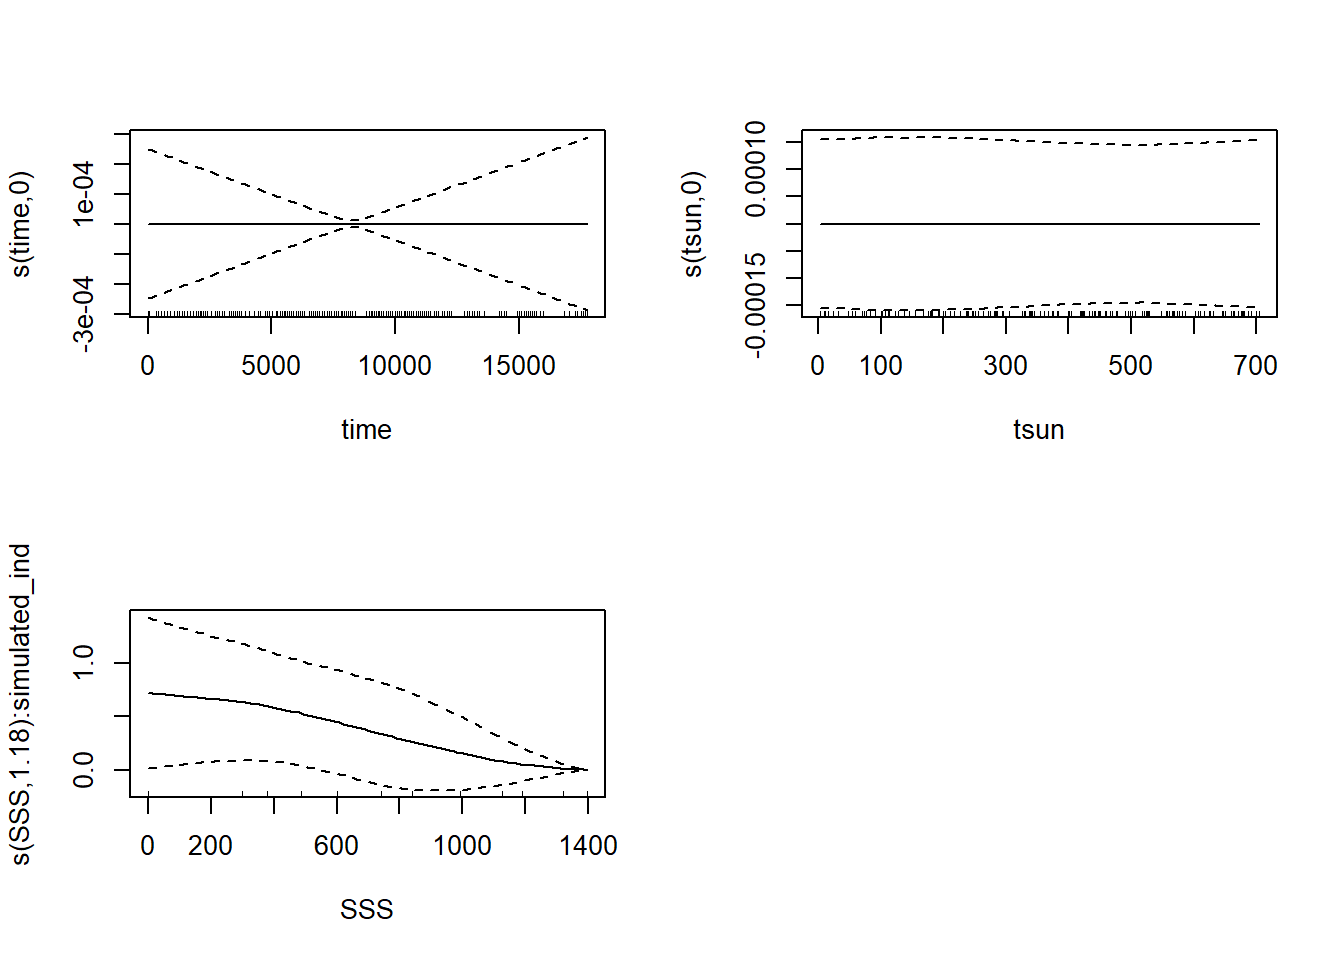 s(time,0)
1e-04
-3e-04
0 5000 10000 15000
time
s(tsun,0)
0.00010
-0.00015
0 100 300 500 700
tsun
s(SSS,1.18):simulated_ind
1.0
0.0
0 200 600 1000 1400
SSS